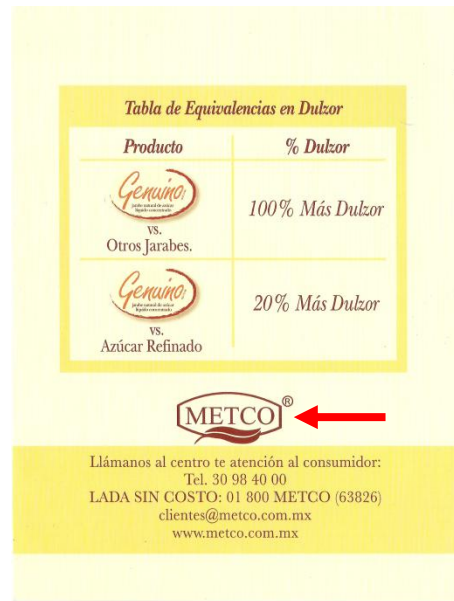 Tabla de Equivalencias en Dulzor
Producto
% Dulzor
Genuino
vs.
Otros Jarabes.
100% Más Dulzor
Genuino
vs.
Azúcar Refinado
20% Más Dulzor
METCO®
Llámanos al centro te atención al consumidor:
Tel. 30 98 40 00
LADA SIN COSTO: 01 800 METCO (63826)
clientes@metco.com.mx
www.metco.com.mx